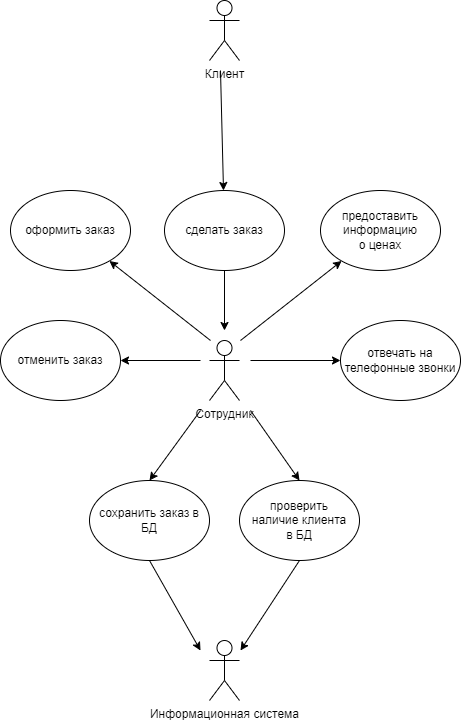 Клиент
оформить заказ
сделать заказ
предоставить
информацию
о ценах
отменить заказ
отвечать на
телефонные звонки
Сотрудник
сохранить заказ в
БД
проверить
наличие клиента
в БД
Информационная система